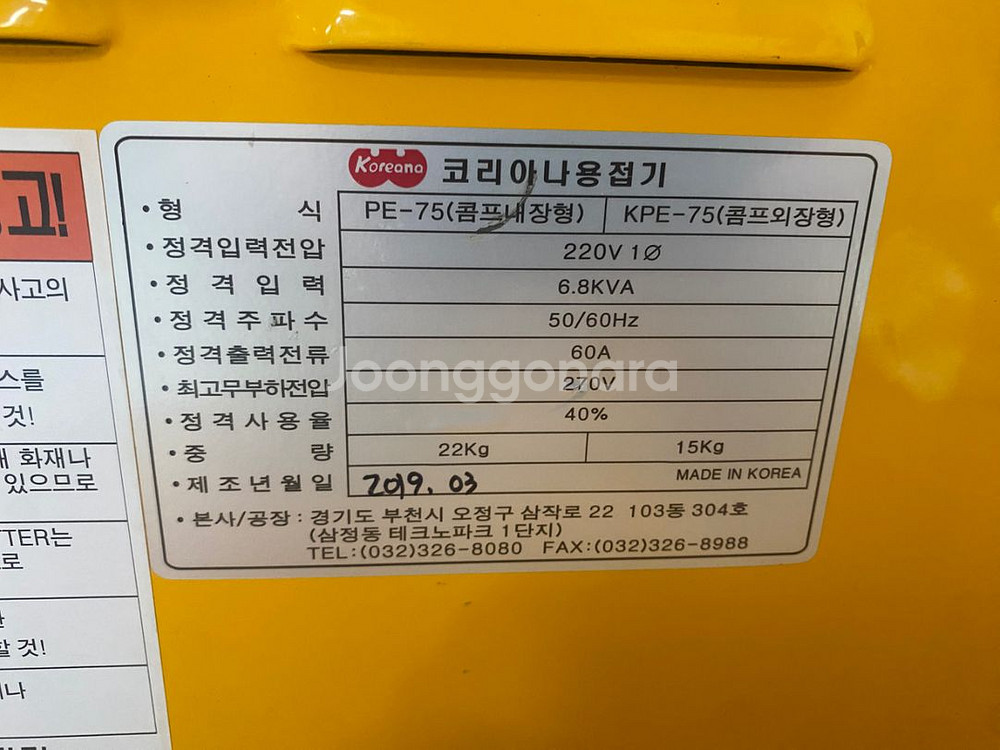 Koreana 코리아나용접기
• 형 식 PE-75(콤프내장형) KPE-75(콤프외장형)
• 정격입력전압 220V 1Ø
• 정격입력 6.8KVA
• 정격주파수 50/60Hz
• 정격출력전류 60A
• 최고무부하전압 270V
• 정격사용율 40%
• 중 량 22Kg 15Kg
• 제조년월일 2019. 03 MADE IN KOREA
• 본사/공장 : 경기도 부천시 오정구 삼작로 22 103동 304호
(삼정동 테크노파크 1단지)
TEL:(032)326-8080 FAX:(032)326-8988
Joonggonara
고!
사고의
스를
것!
화재나
있으므로
TER는
로
할 것!
나